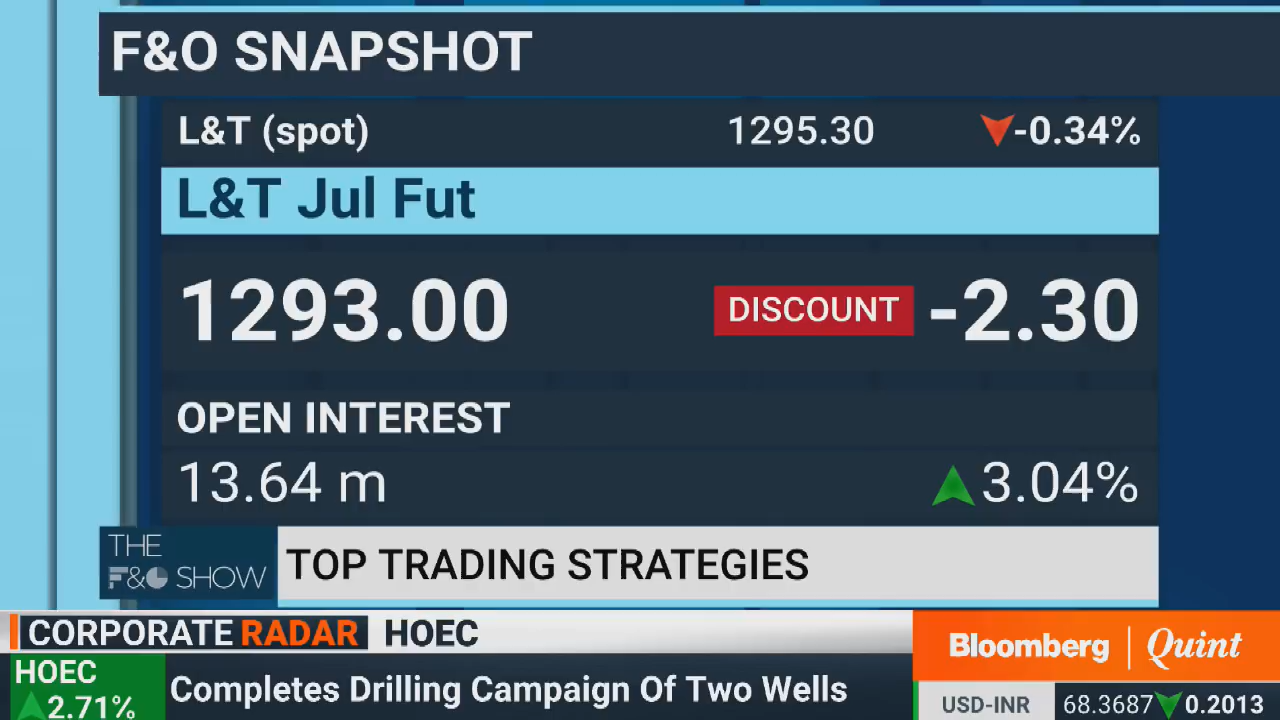 F&O SNAPSHOT
L&T (spot) 1295.30 -0.34%
L&T Jul Fut
1293.00 DISCOUNT -2.30
OPEN INTEREST
13.64 m 3.04%
THE
F&O SHOW
TOP TRADING STRATEGIES
CORPORATE RADAR HOEC
HOEC
2.71%
Completes Drilling Campaign Of Two Wells
Bloomberg | Quint
USD-INR 68.3687 0.2013